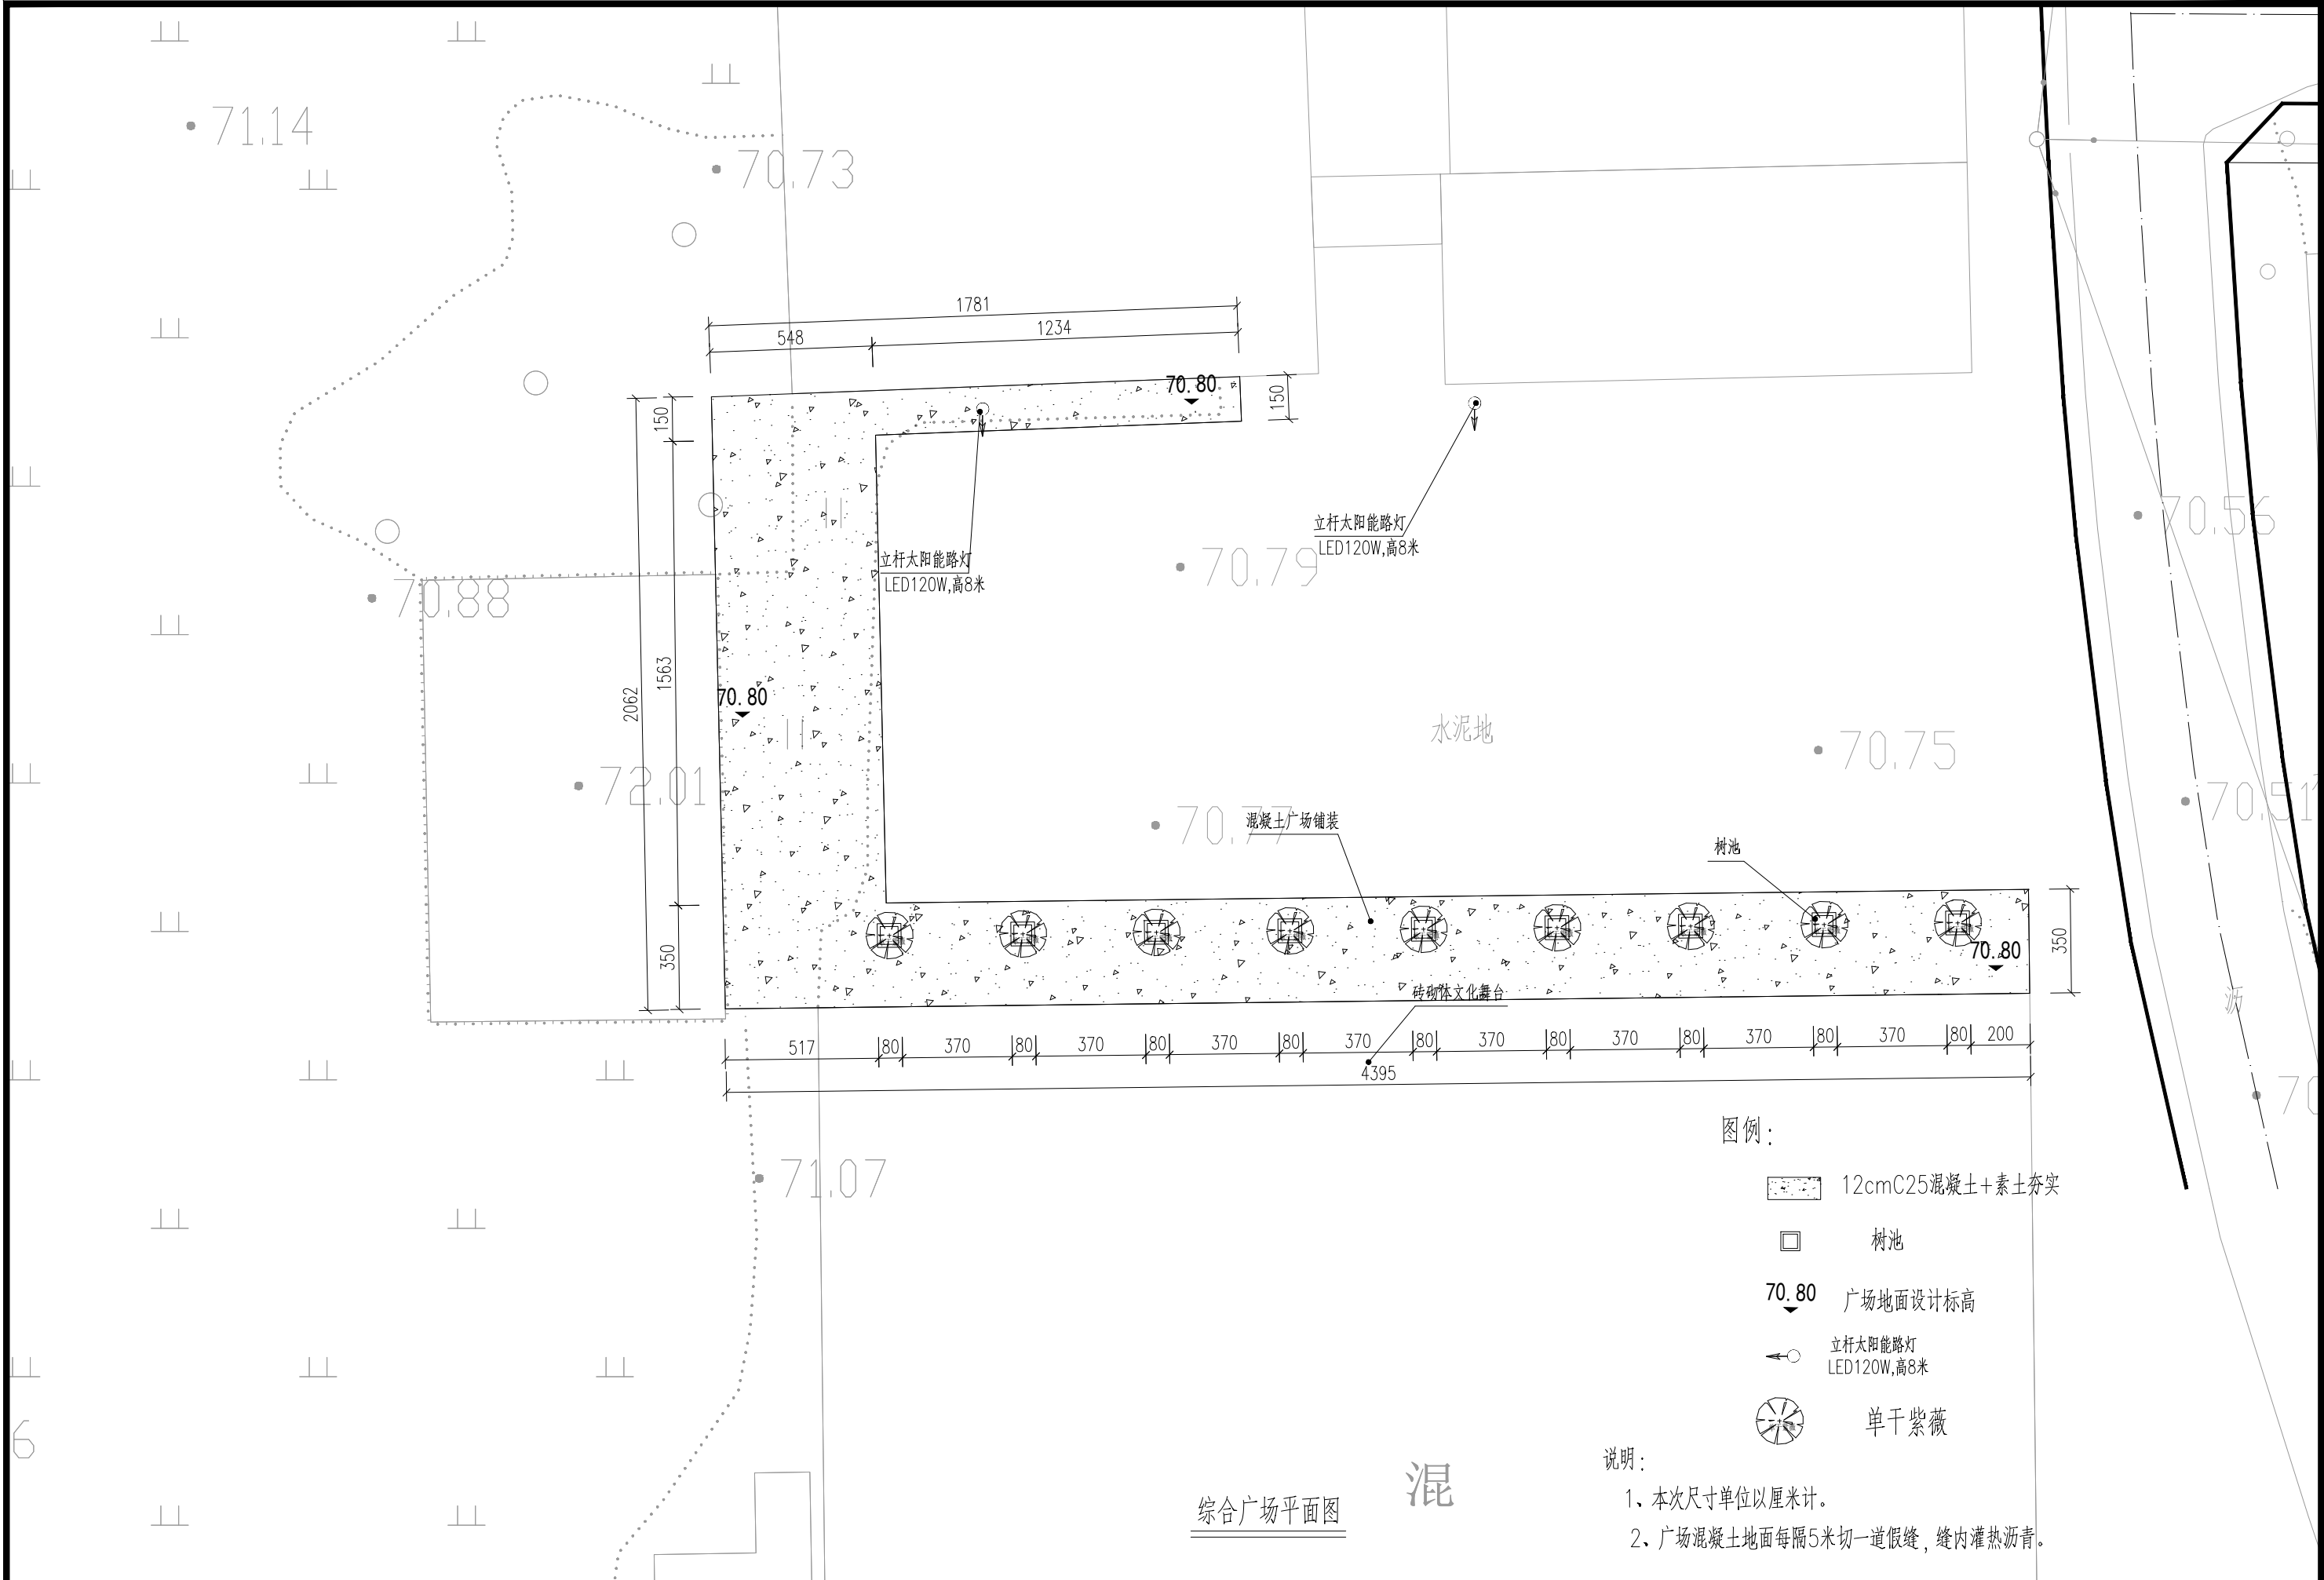 71.14
70.73
1781
548
1234
70.80
150
150
立杆太阳能路灯
LED120W,高8米
70.56
立杆太阳能路灯
LED120W,高8米
70.79
70.88
1563
2062
70.80
水泥地
70.75
72.01
70.51
70.77
混凝土广场铺装
树池
70.80
350
350
沥
砖砌体文化舞台
517 80 370 80 370 80 370 80 370 80 370 80 370 80 370 80 370 80 200
4395
70
图例：
71.07
12cmC25混凝土+素土夯实
树池
70.80
广场地面设计标高
立杆太阳能路灯
LED120W,高8米
单干紫薇
6
说明：
混
1、本次尺寸单位以厘米计。
综合广场平面图
2、广场混凝土地面每隔5米切一道假缝，缝内灌热沥青。